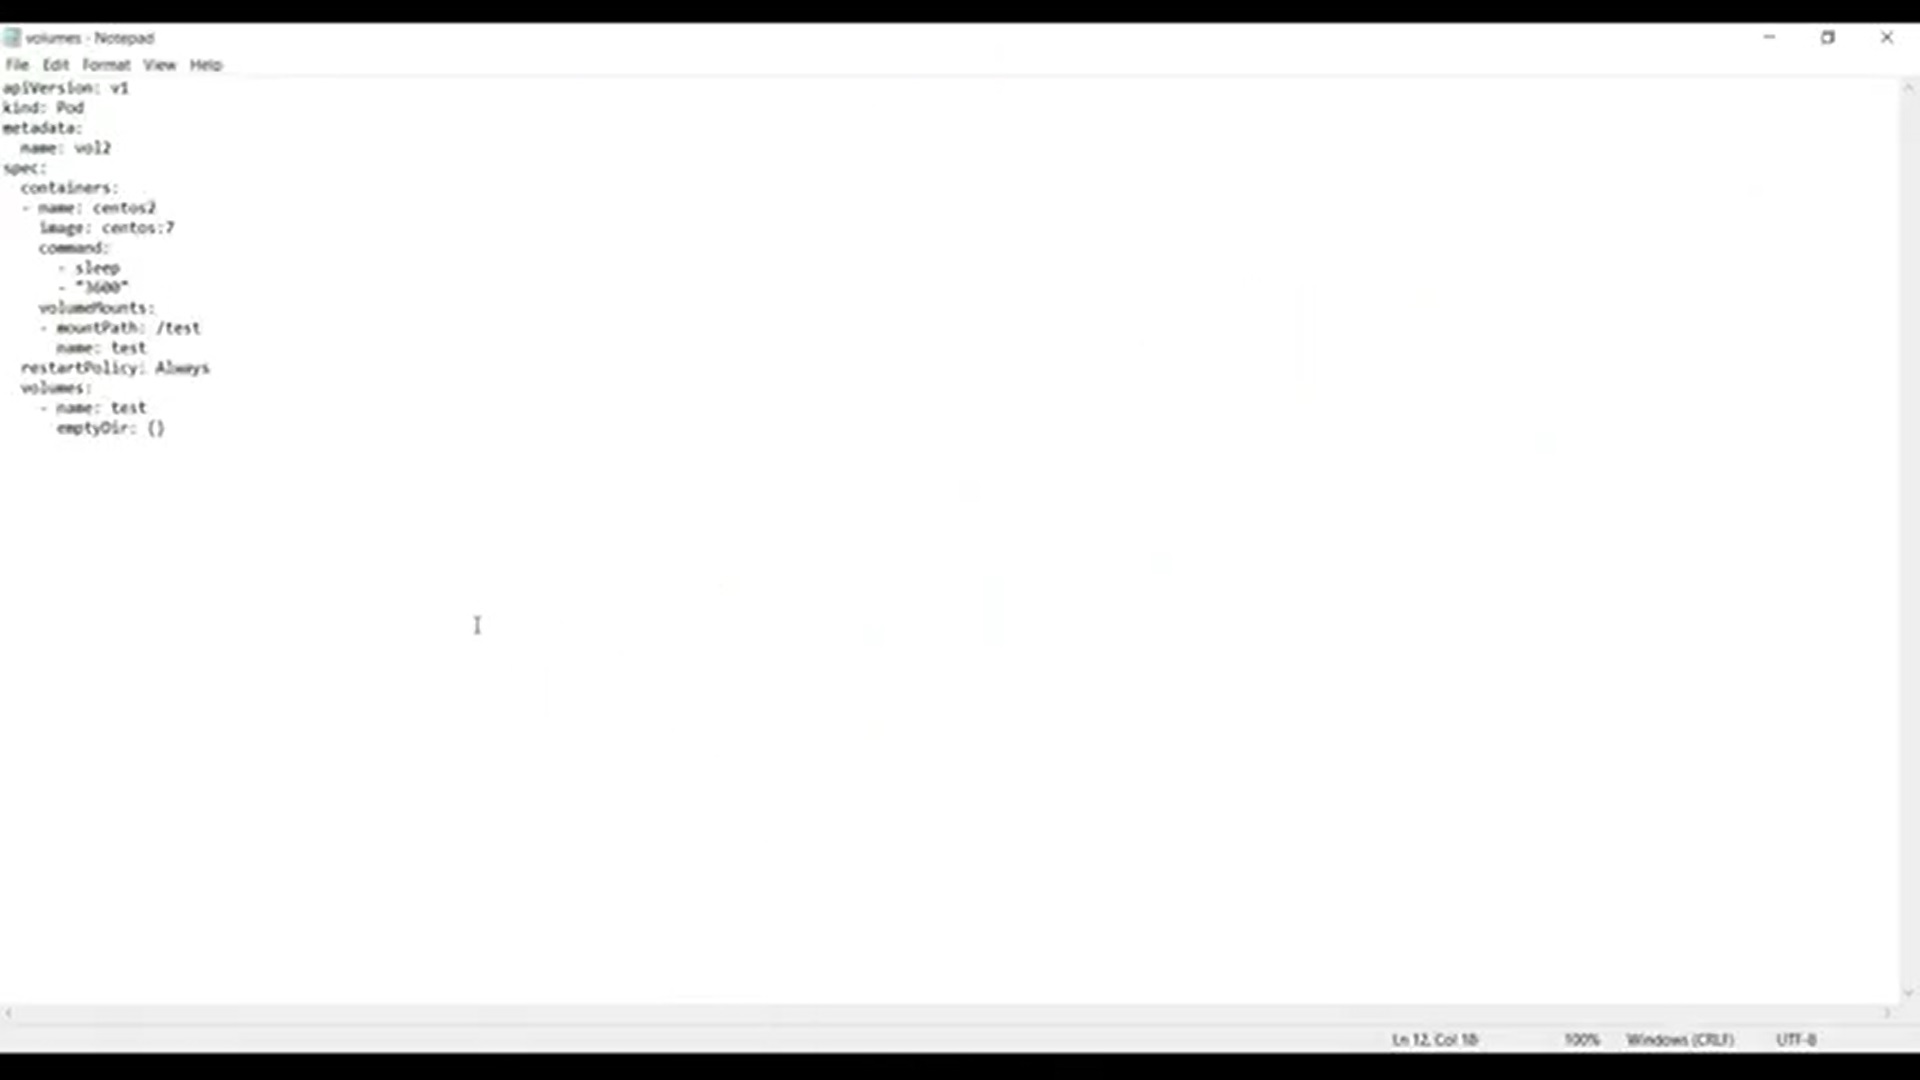 volumes - Notepad
File Edit Format View Help
apiVersion: v1
kind: Pod
metadata:
  name: vol2
spec:
  containers:
  - name: centos2
    image: centos:7
    command:
      - sleep
      - "3600"
    volumeMounts:
    - mountPath: /test
      name: test
  restartPolicy: Always
  volumes:
    - name: test
      emptyDir: {}
Ln 12, Col 18 100% Windows (CRLF) UTF-8